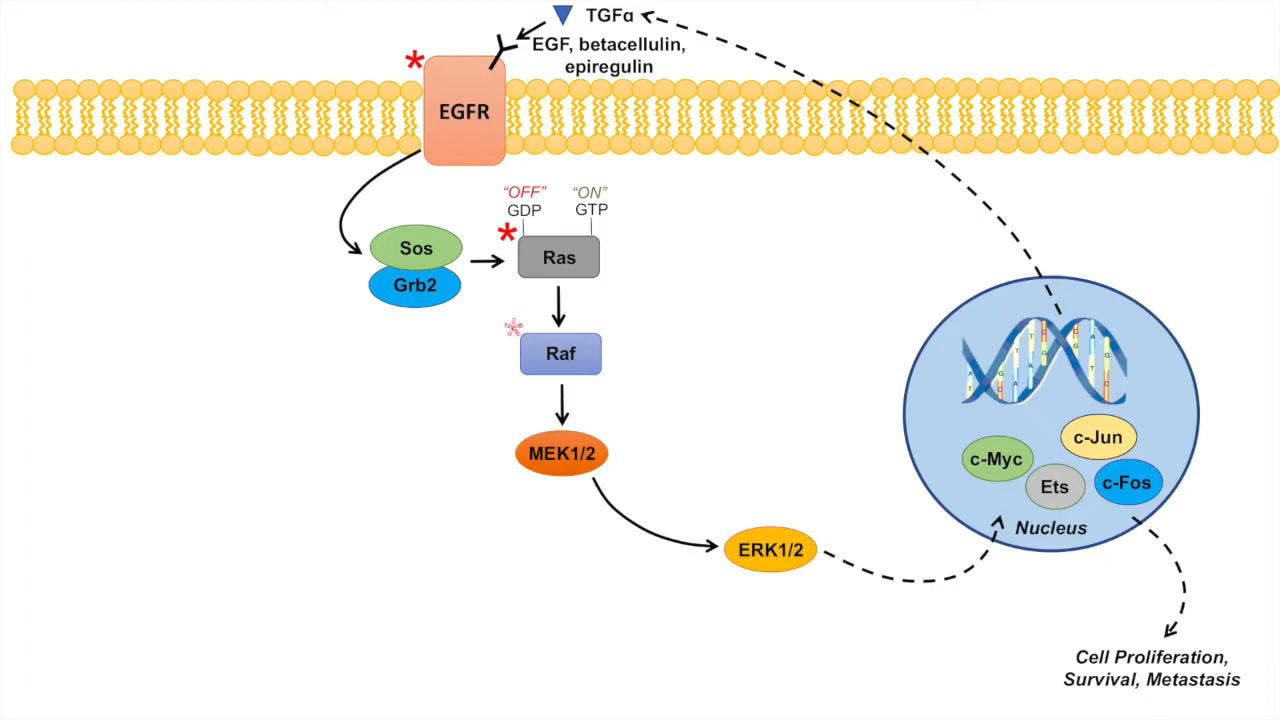 TGFα
EGF, betacellulin,
epiregulin
*
EGFR
"OFF"
"ON"
GDP
GTP
*
Sos
Ras
Grb2
*
Raf
MEK1/2
ERK1/2
c-Jun
c-Myc
Ets
c-Fos
Nucleus
Cell Proliferation,
Survival, Metastasis